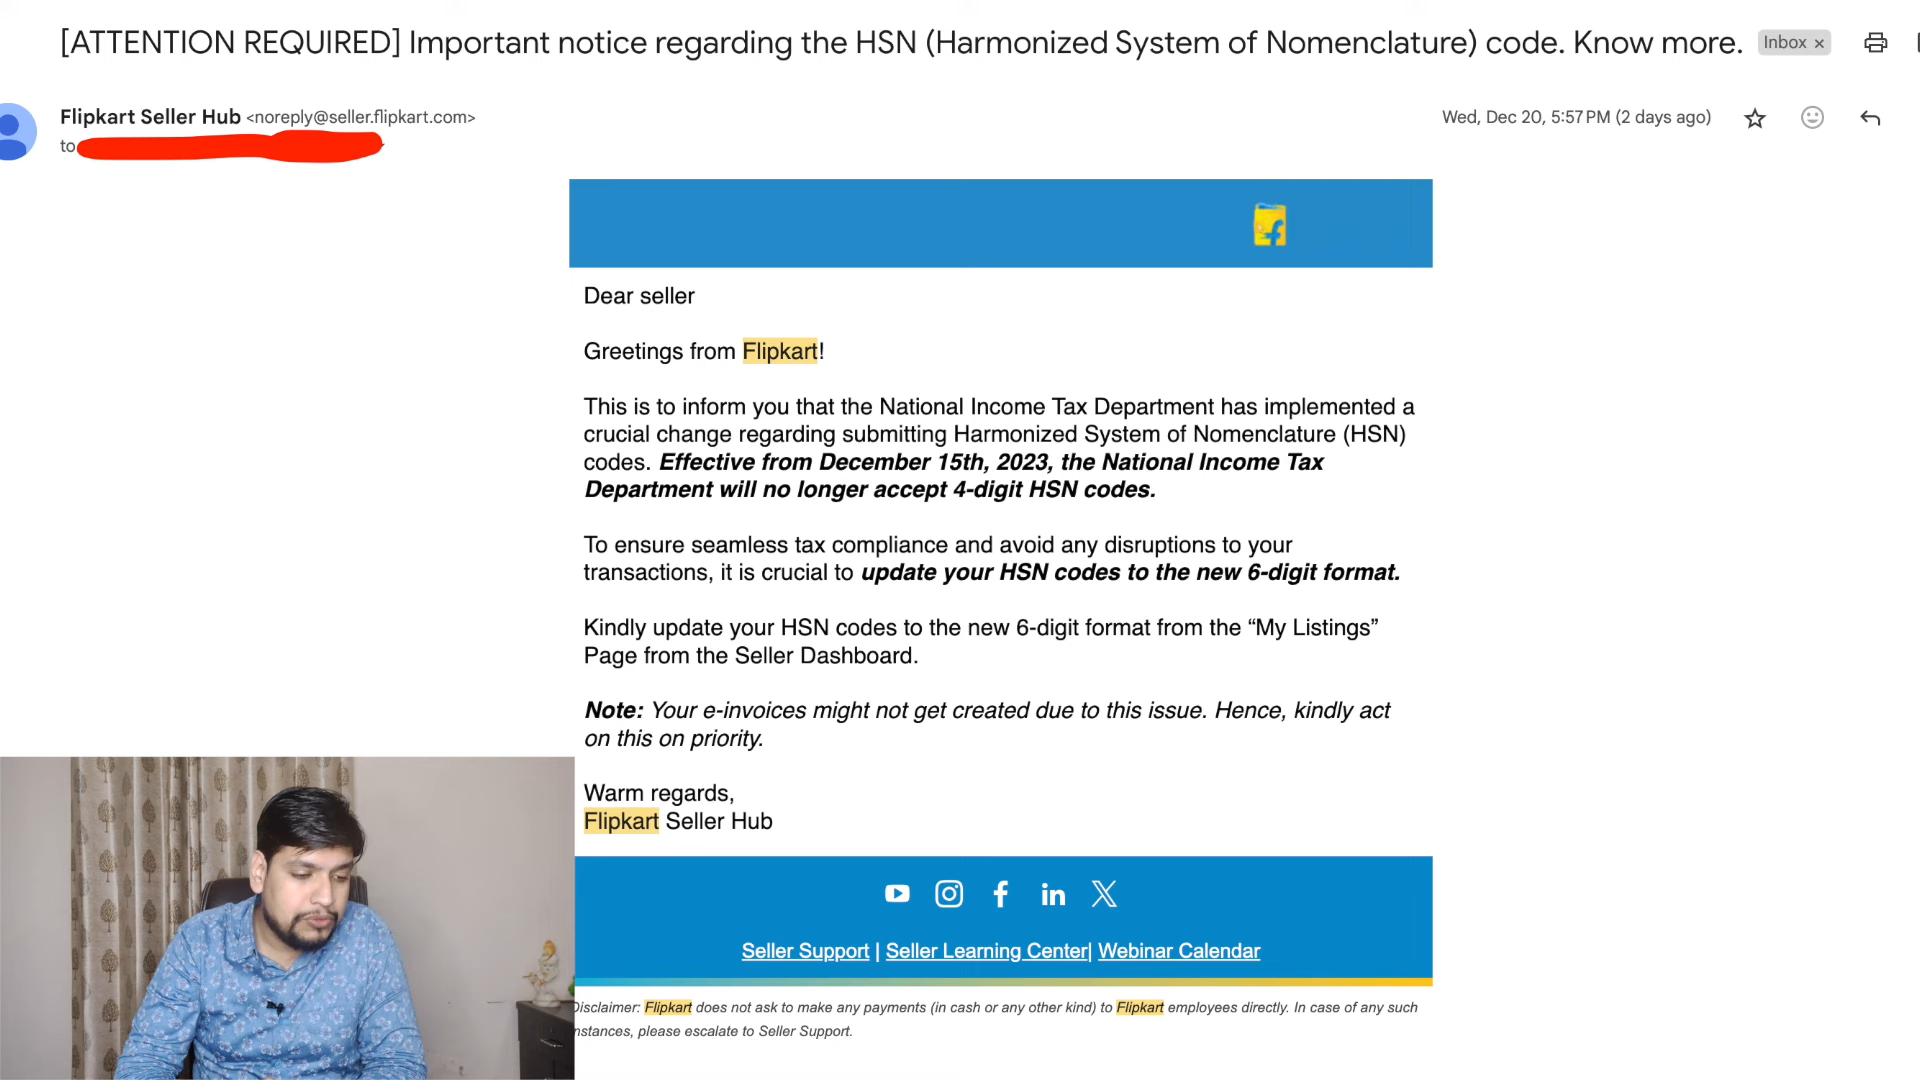 [ATTENTION REQUIRED] Important notice regarding the HSN (Harmonized System of Nomenclature) code. Know more.
Inbox ×
Flipkart Seller Hub <noreply@seller.flipkart.com>
Wed, Dec 20, 5:57 PM (2 days ago)
to
Dear seller
Greetings from Flipkart!
This is to inform you that the National Income Tax Department has implemented a
crucial change regarding submitting Harmonized System of Nomenclature (HSN)
codes. Effective from December 15th, 2023, the National Income Tax
Department will no longer accept 4-digit HSN codes.
To ensure seamless tax compliance and avoid any disruptions to your
transactions, it is crucial to update your HSN codes to the new 6-digit format.
Kindly update your HSN codes to the new 6-digit format from the “My Listings”
Page from the Seller Dashboard.
Note: Your e-invoices might not get created due to this issue. Hence, kindly act
on this on priority.
Warm regards,
Flipkart Seller Hub
Seller Support | Seller Learning Center| Webinar Calendar
Disclaimer: Flipkart does not ask to make any payments (in cash or any other kind) to Flipkart employees directly. In case of any such
nstances, please escalate to Seller Support.